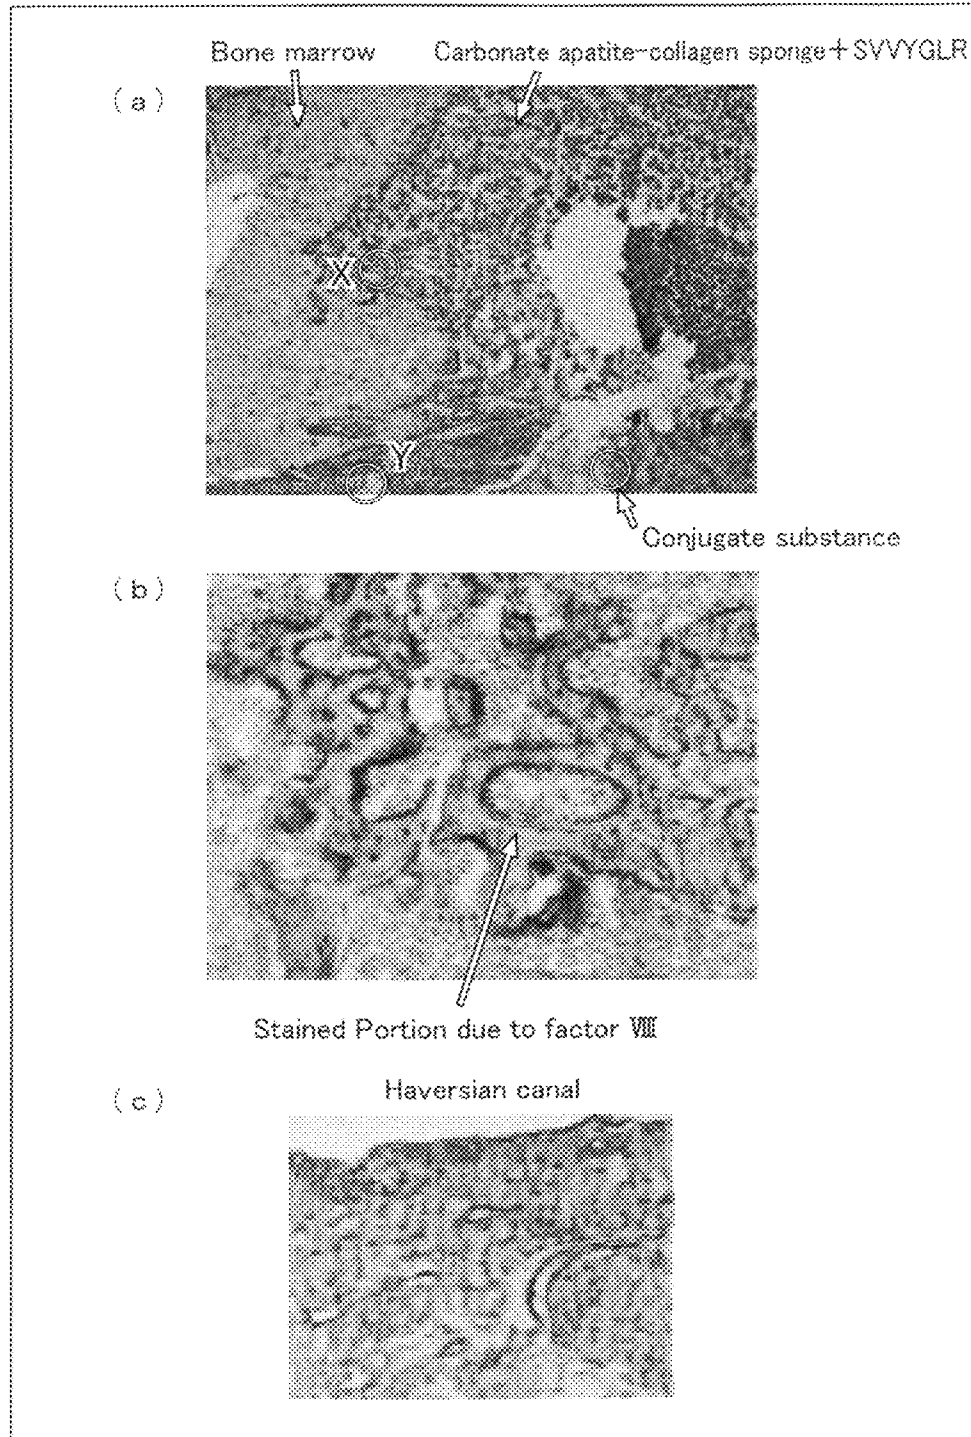 Bone marrow
Carbonate apatite-collagen sponge+SVVYGLR
(a)
X
Y
Conjugate substance
(b)
Stained Portion due to factor Ⅷ
(c)
Haversian canal